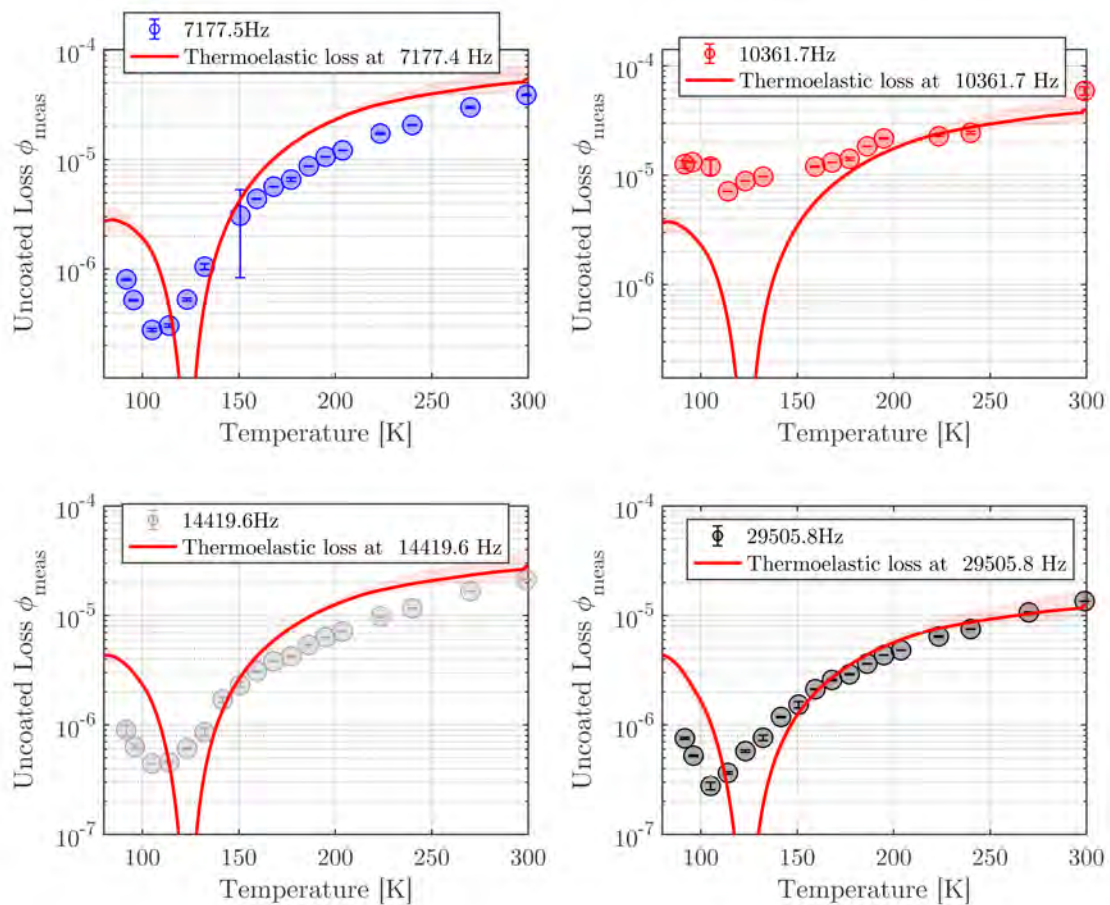 7177.5Hz
Thermoelastic loss at 7177.4 Hz
10^-4
10^-5
10^-6
Uncoated Loss ϕ_meas
100 150 200 250 300
Temperature [K]
10361.7Hz
Thermoelastic loss at 10361.7 Hz
10^-4
10^-5
10^-6
Uncoated Loss ϕ_meas
100 150 200 250 300
Temperature [K]
14419.6Hz
Thermoelastic loss at 14419.6 Hz
10^-4
10^-5
10^-6
10^-7
Uncoated Loss ϕ_meas
100 150 200 250 300
Temperature [K]
29505.8Hz
Thermoelastic loss at 29505.8 Hz
10^-4
10^-5
10^-6
10^-7
Uncoated Loss ϕ_meas
100 150 200 250 300
Temperature [K]